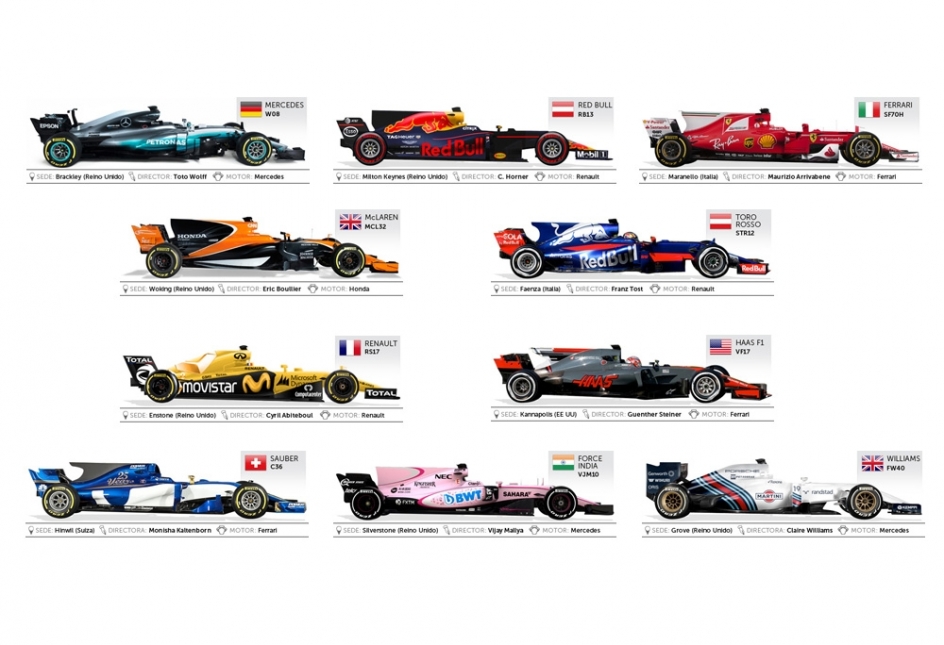 MERCEDES
W08
EPSON
PETRONAS
SEDE: Brackley (Reino Unido) DIRECTOR: Toto Wolff MOTOR: Mercedes
RED BULL
RB13
Red Bull
Mobil 1
SEDE: Milton Keynes (Reino Unido) DIRECTOR: C. Horner MOTOR: Renault
FERRARI
SF70H
Ray-Ban
SEDE: Maranello (Italia) DIRECTOR: Maurizio Arrivabene MOTOR: Ferrari
McLAREN
MCL32
HONDA
SEDE: Woking (Reino Unido) DIRECTOR: Eric Boullier MOTOR: Honda
TORO
ROSSO
STR12
Red Bull
Red Bull
SEDE: Faenza (Italia) DIRECTOR: Franz Tost MOTOR: Renault
RENAULT
RS17
TOTAL
movistar
Microsoft
TOTAL
SEDE: Enstone (Reino Unido) DIRECTOR: Cyril Abiteboul MOTOR: Renault
HAAS F1
VF17
HAAS
SEDE: Kannapolis (EE UU) DIRECTOR: Guenther Steiner MOTOR: Ferrari
SAUBER
C36
25
Years
SEDE: Hinwil (Suiza) DIRECTORA: Monisha Kaltenborn MOTOR: Ferrari
FORCE
INDIA
VJM10
NEC
BWT
SAHARA
SEDE: Silverstone (Reino Unido) DIRECTOR: Vijay Mallya MOTOR: Mercedes
WILLIAMS
FW40
MARTINI
19
randstad
SEDE: Grove (Reino Unido) DIRECTORA: Claire Williams MOTOR: Mercedes